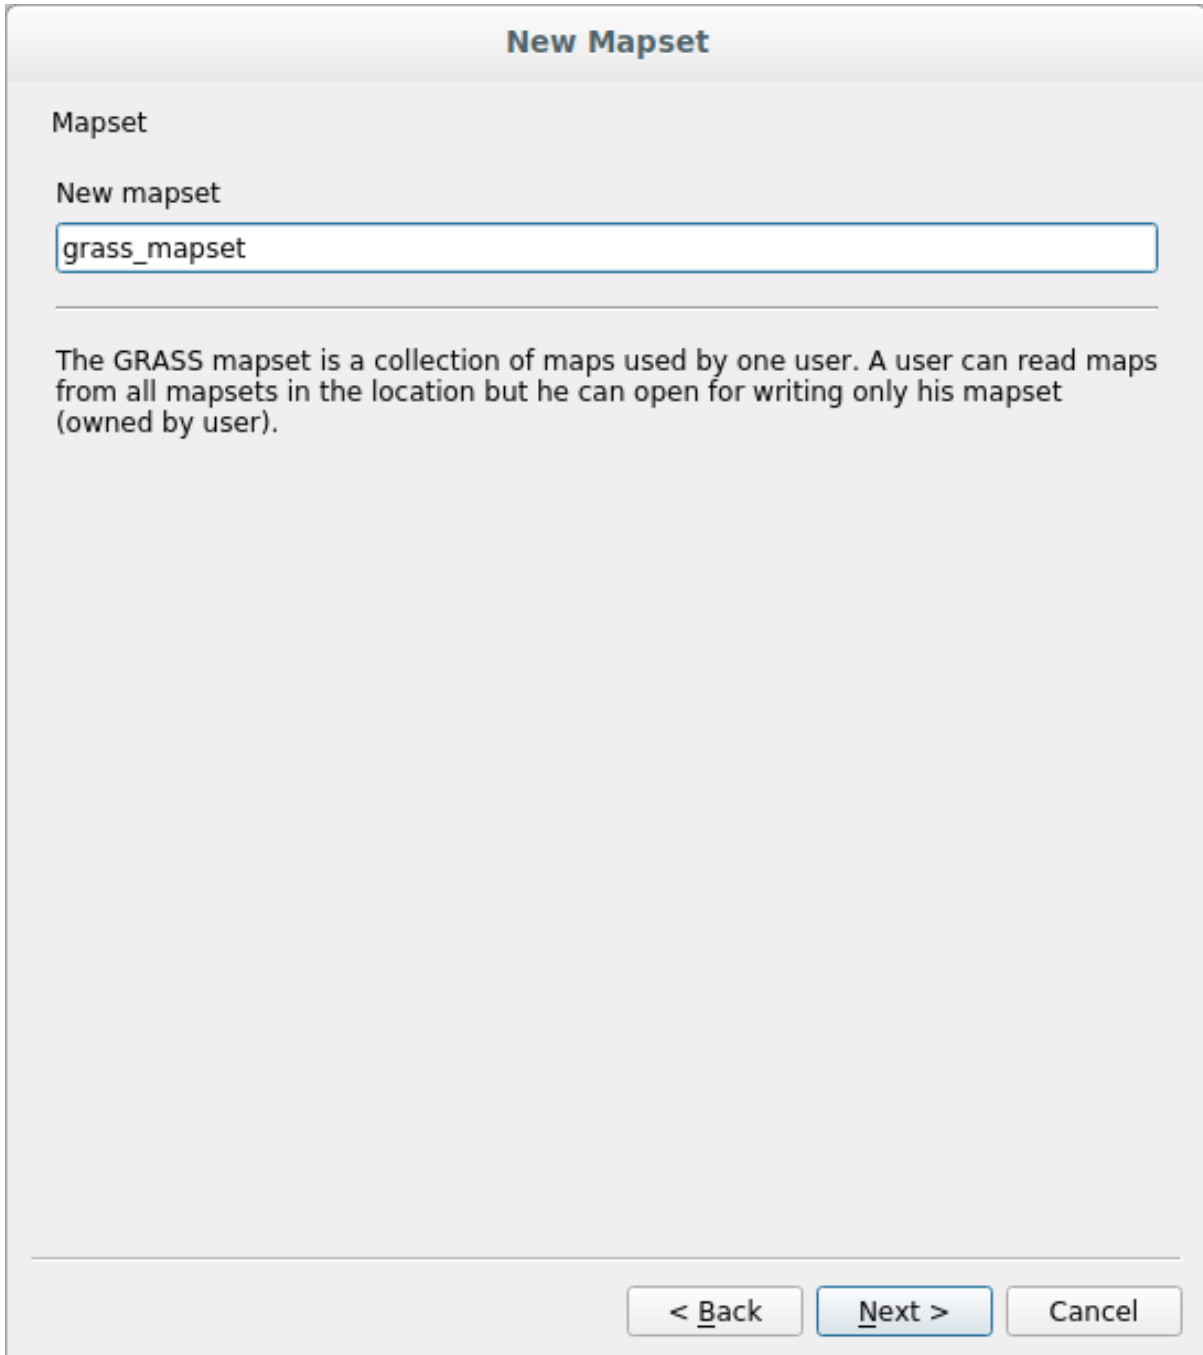 New Mapset
Mapset
New mapset
grass_mapset
The GRASS mapset is a collection of maps used by one user. A user can read maps
from all mapsets in the location but he can open for writing only his mapset
(owned by user).
< Back
Next >
Cancel